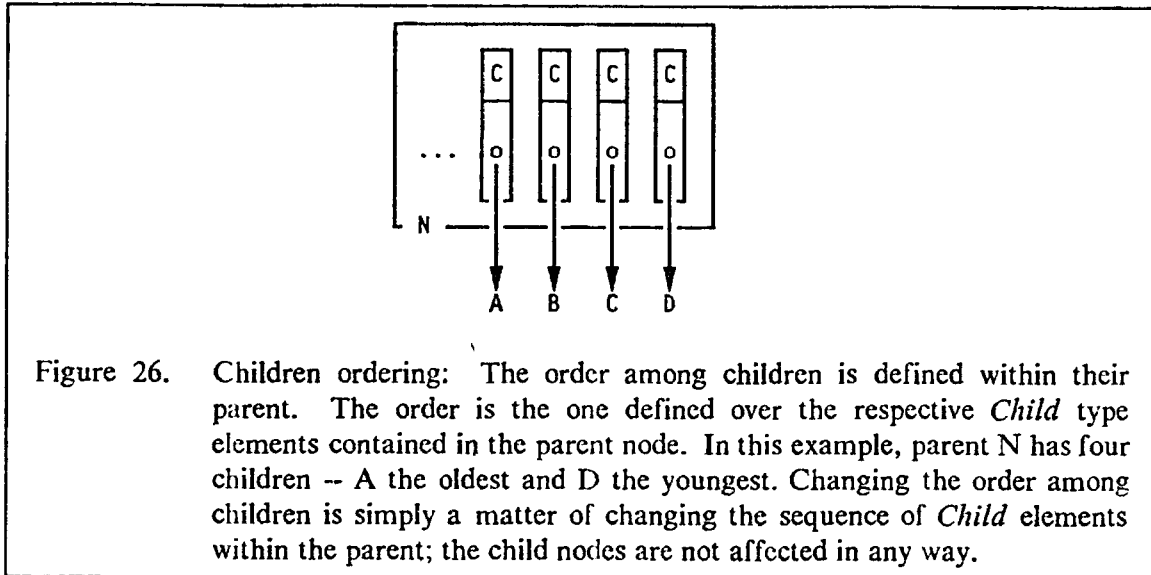 C C C C
... o o o o
N
A B C D
Figure 26. Children ordering: The order among children is defined within their
parent. The order is the one defined over the respective Child type
elements contained in the parent node. In this example, parent N has four
children -- A the oldest and D the youngest. Changing the order among
children is simply a matter of changing the sequence of Child elements
within the parent; the child nodes are not affected in any way.